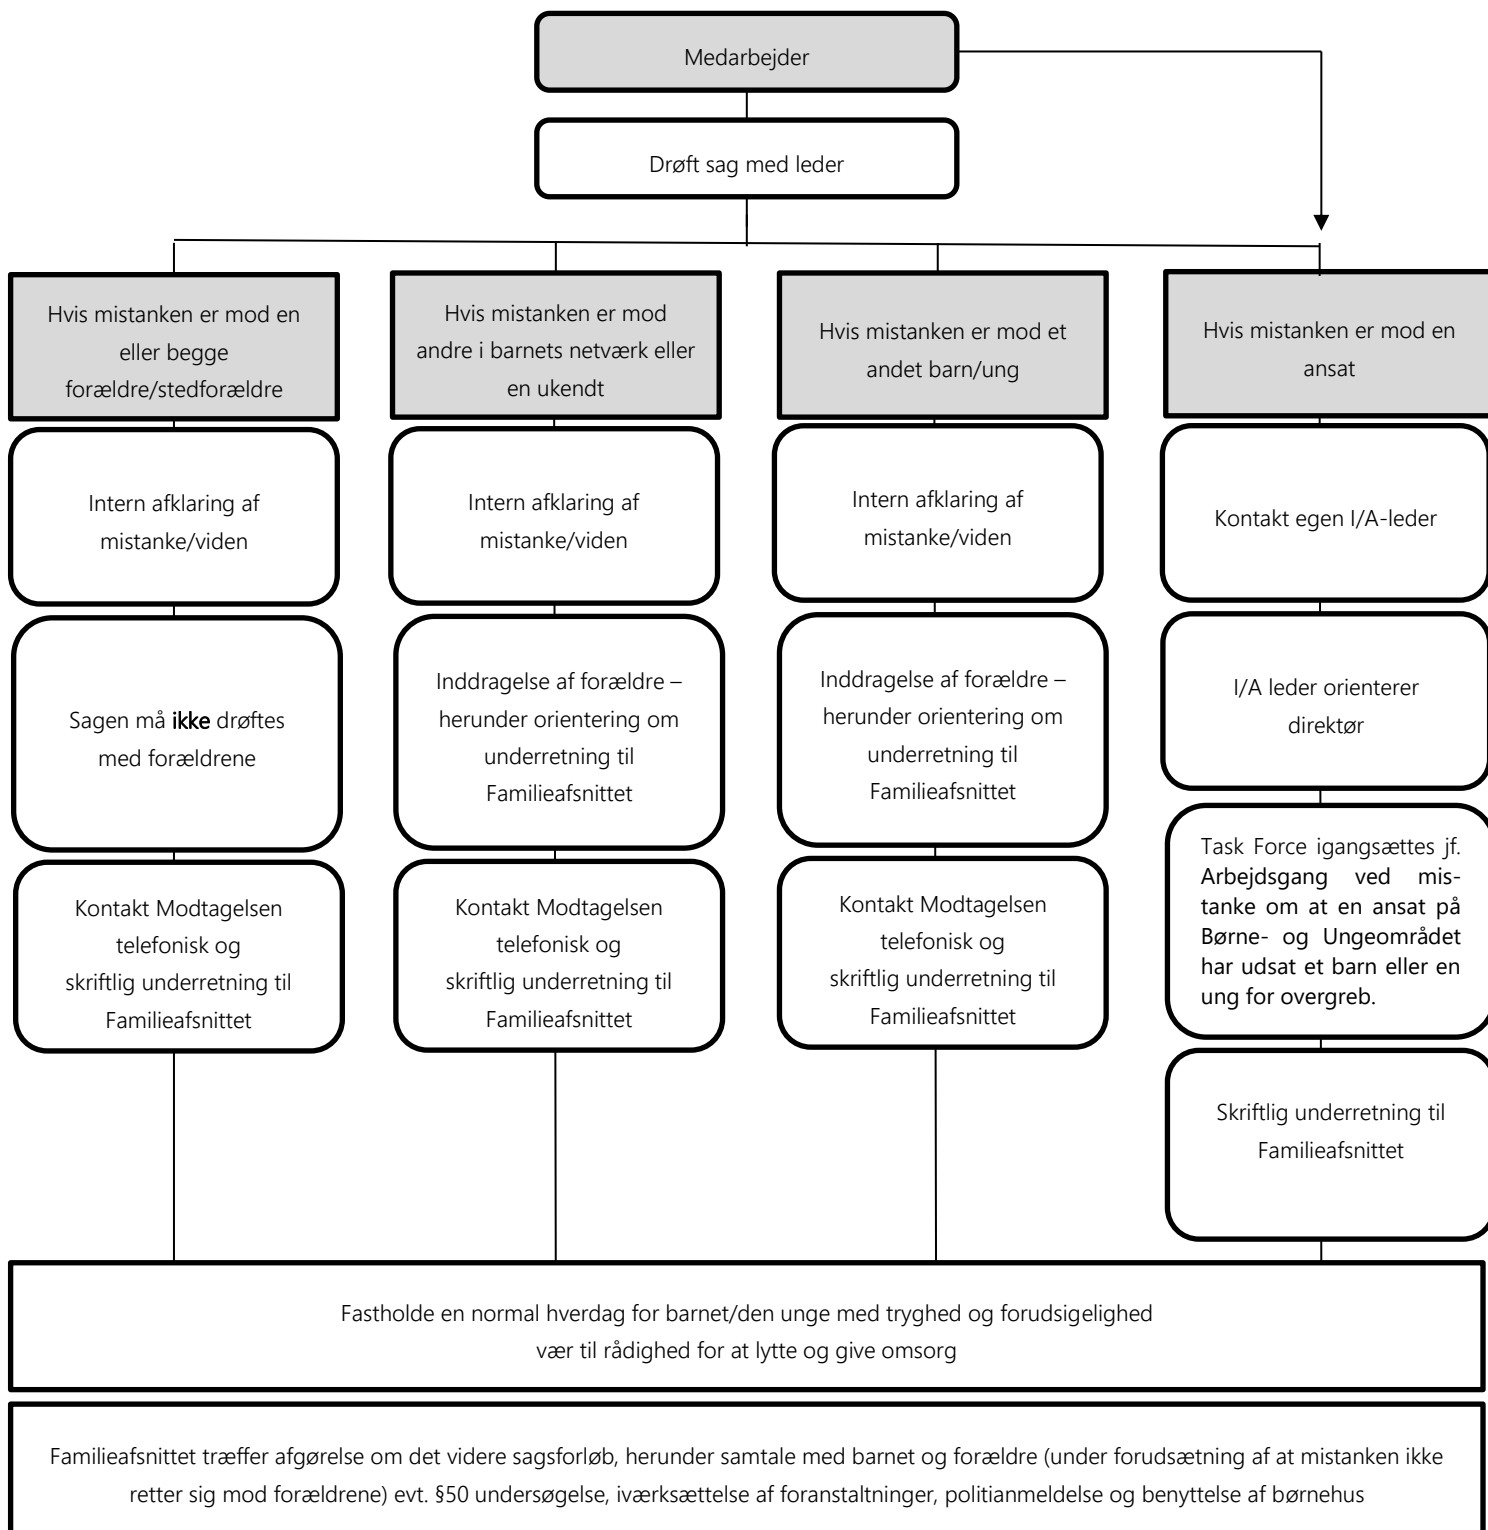 Medarbejder
Drøft sag med leder
Hvis mistanken er mod en
eller begge
forældre/stedforældre
Intern afklaring af
mistanke/viden
Sagen må ikke drøftes
med forældrene
Kontakt Modtagelsen
telefonisk og
skriftlig underretning til
Familieafsnittet
Hvis mistanken er mod
andre i barnets netværk eller
en ukendt
Intern afklaring af
mistanke/viden
Inddragelse af forældre –
herunder orientering om
underretning til
Familieafsnittet
Kontakt Modtagelsen
telefonisk og
skriftlig underretning til
Familieafsnittet
Hvis mistanken er mod et
andet barn/ung
Intern afklaring af
mistanke/viden
Inddragelse af forældre –
herunder orientering om
underretning til
Familieafsnittet
Kontakt Modtagelsen
telefonisk og
skriftlig underretning til
Familieafsnittet
Hvis mistanken er mod en
ansat
Kontakt egen I/A-leder
I/A leder orienterer
direktør
Task Force igangsættes jf.
Arbejdsgang ved mis-
tanke om at en ansat på
Børne- og Ungeområdet
har udsat et barn eller en
ung for overgreb.
Skriftlig underretning til
Familieafsnittet
Fastholde en normal hverdag for barnet/den unge med tryghed og forudsigelighed
vær til rådighed for at lytte og give omsorg
Familieafsnittet træffer afgørelse om det videre sagsforløb, herunder samtale med barnet og forældre (under forudsætning af at mistanken ikke
retter sig mod forældrene) evt. §50 undersøgelse, iværksættelse af foranstaltninger, politianmeldelse og benyttelse af børnehus